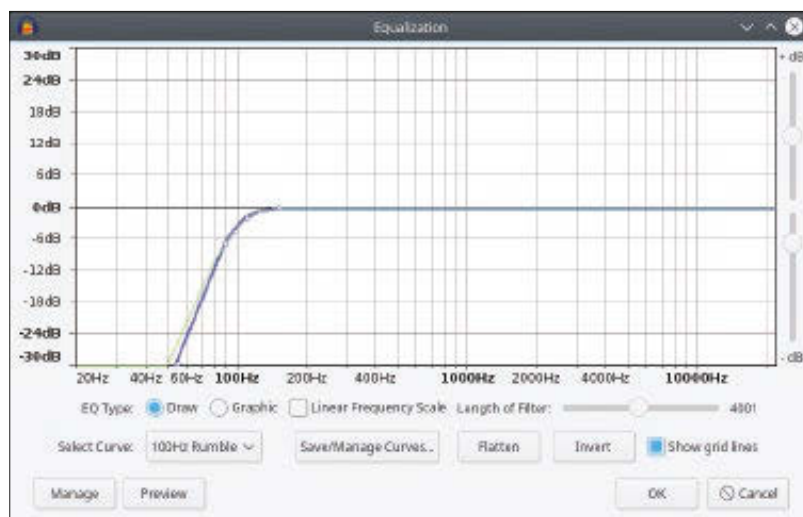 Equalization
30dB
+ dB
24dB
18dB
12dB
6dB
0dB
-6dB
-12dB
-18dB
-24dB
-30dB
- dB
20Hz 40Hz 60Hz 100Hz 200Hz 400Hz 1000Hz 2000Hz 4000Hz 10000Hz
EQ Type: Draw Graphic Linear Frequency Scale Length of Filter: 4001
Select Curve: 100Hz Rumble Save/Manage Curves... Flatten Invert Show grid lines
Manage Preview OK Cancel